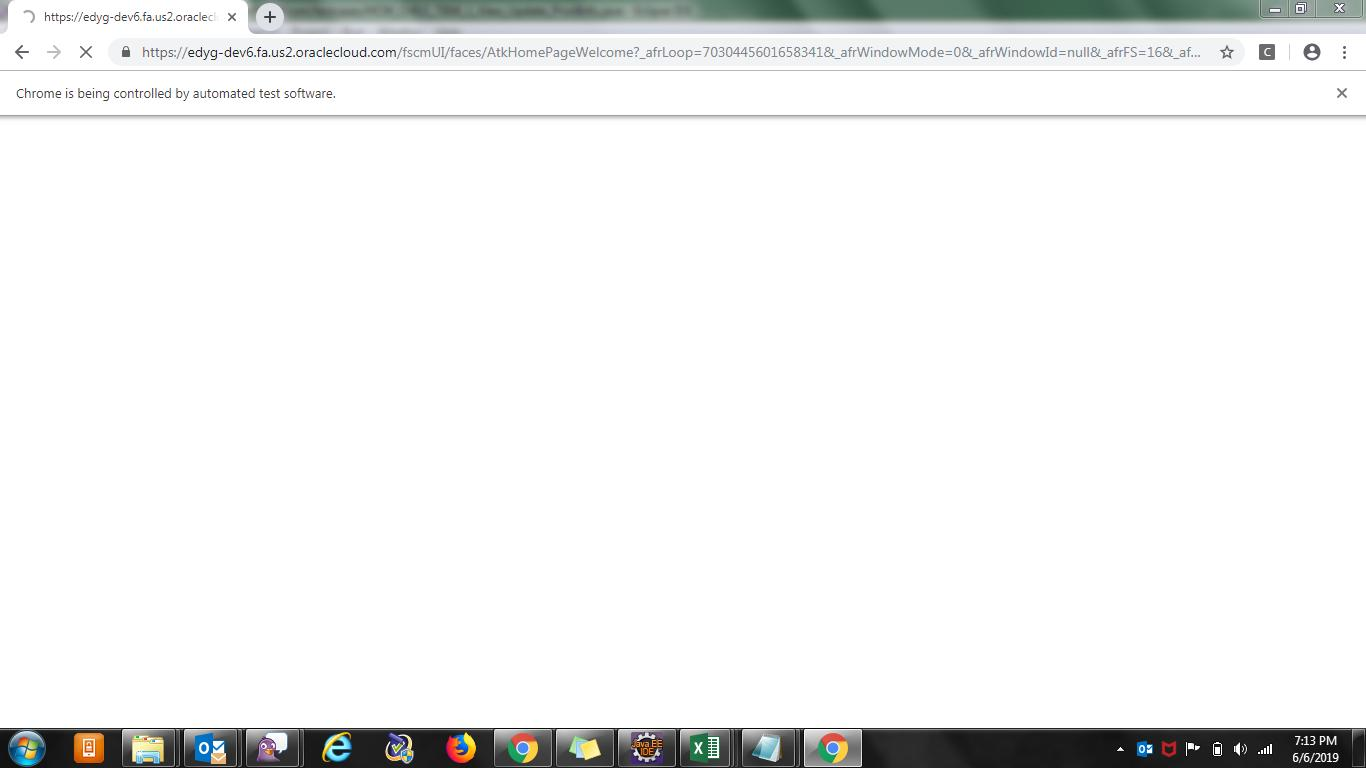 https://edyg-dev6.fa.us2.oraclecl
https://edyg-dev6.fa.us2.oraclecloud.com/fscmUI/faces/AtkHomePageWelcome?_afrLoop=7030445601658341&_afrWindowMode=0&_afrWindowId=null&_afrFS=16&_af...
C
Chrome is being controlled by automated test software.
Java EE
IDE
7:13 PM
6/6/2019